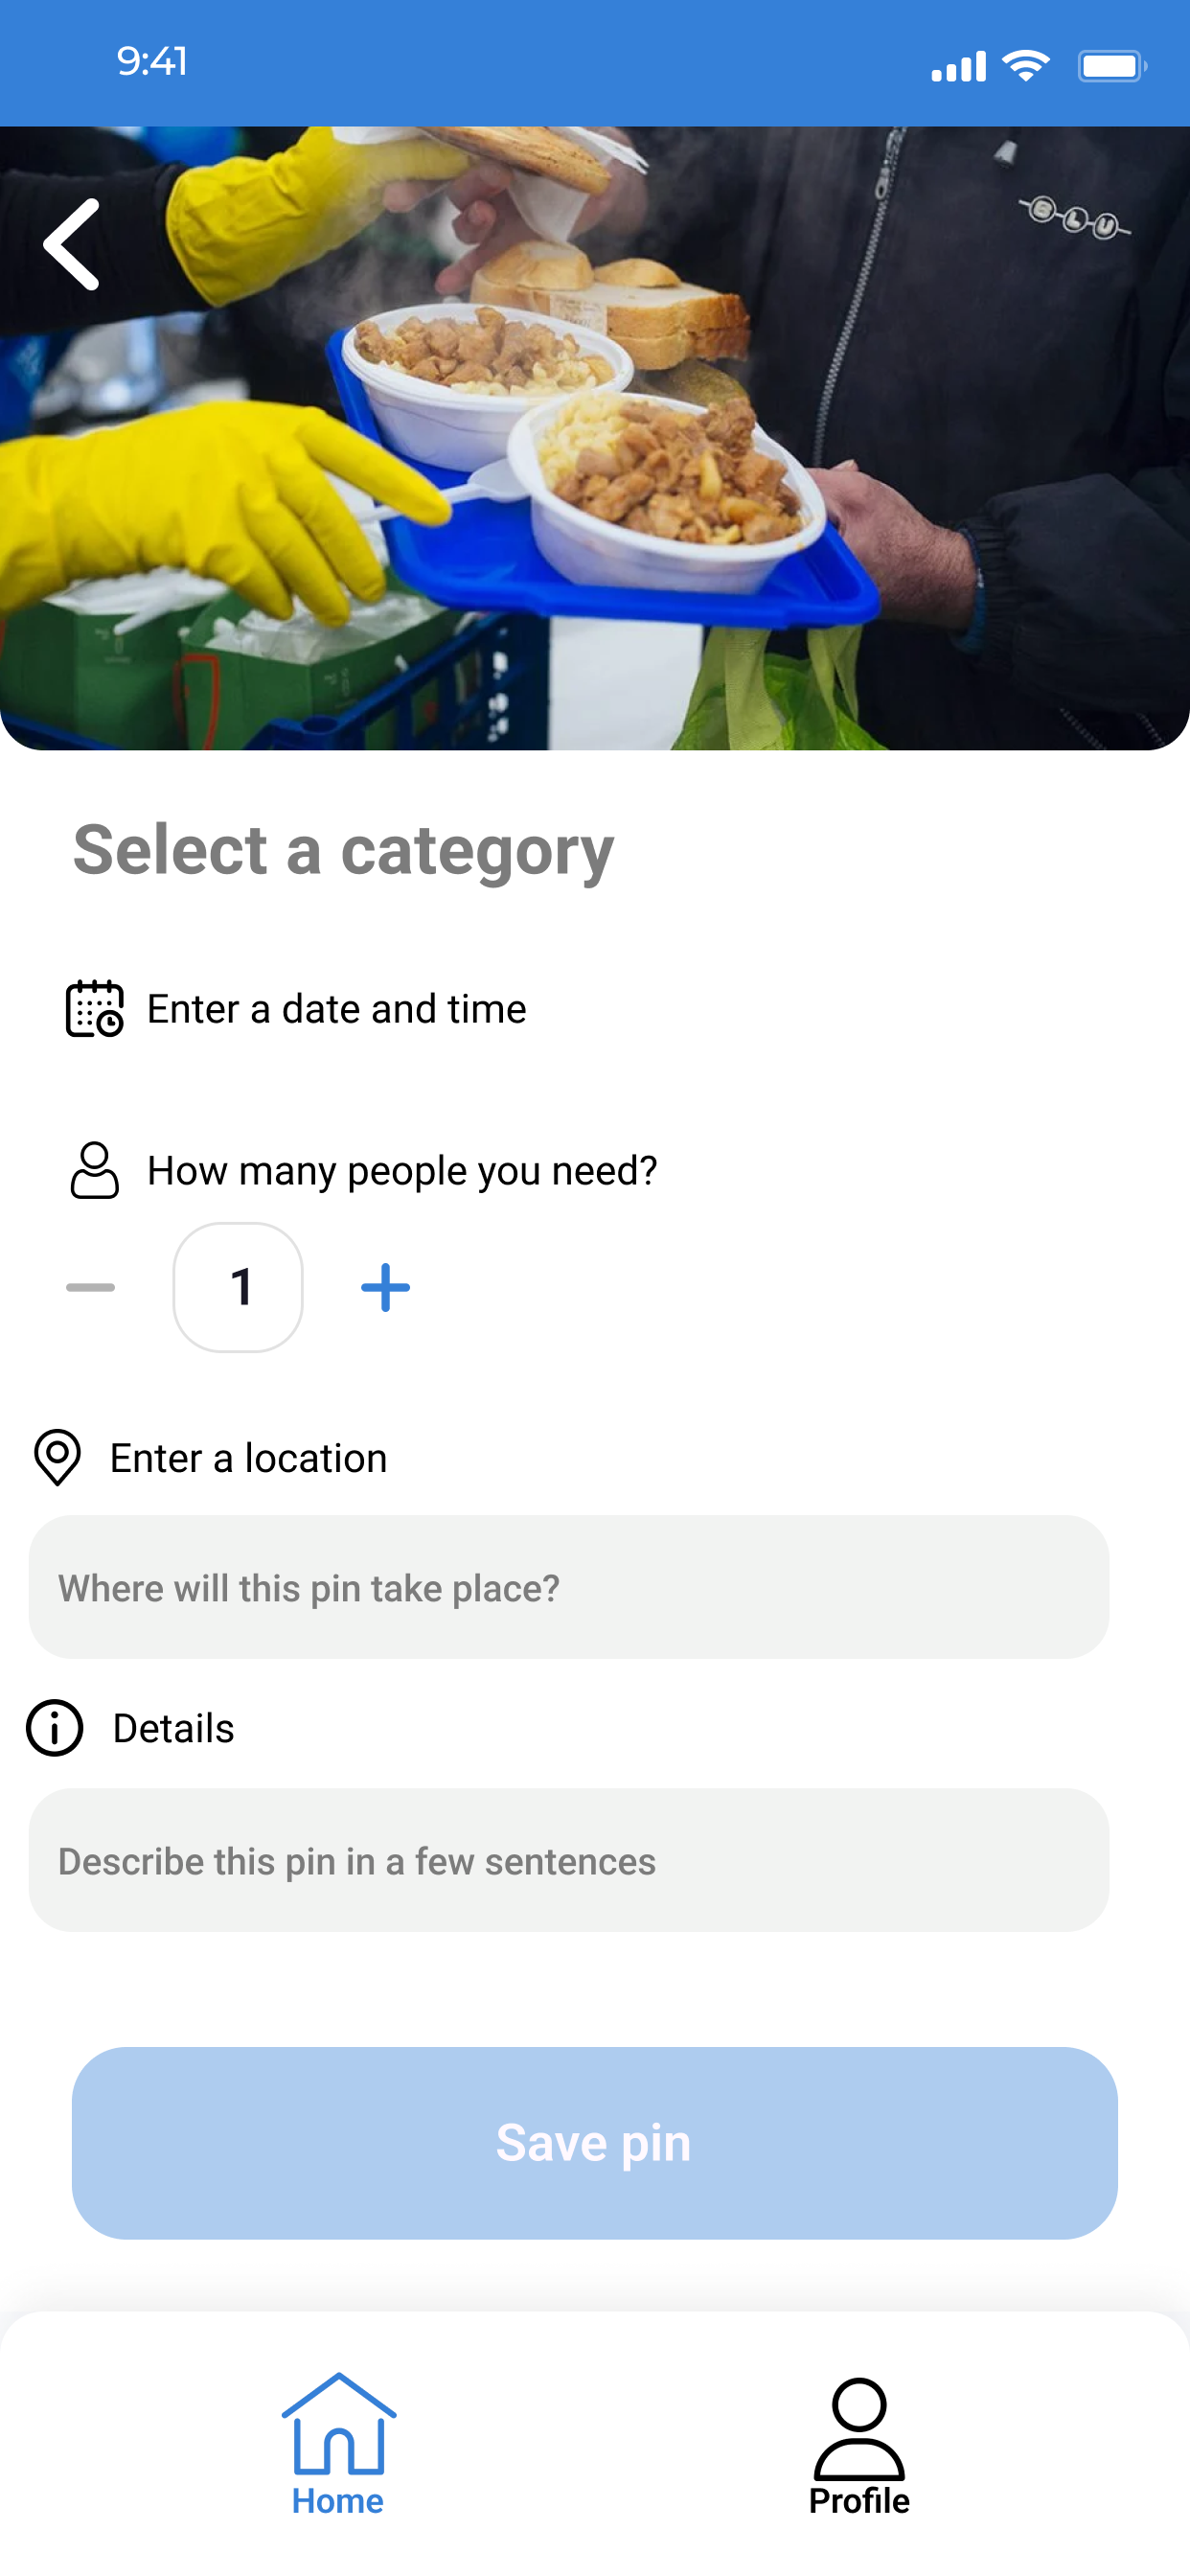 9:41
BLU
Select a category
Enter a date and time
How many people you need?
1
Enter a location
Where will this pin take place?
Details
Describe this pin in a few sentences
Save pin
Home
Profile